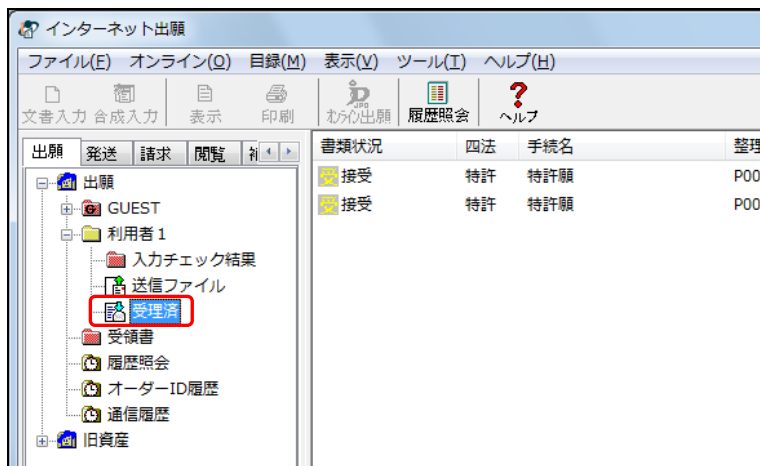 インターネット出願
ファイル(F) オンライン(O) 目録(M) 表示(V) ツール(T) ヘルプ(H)
文書入力 合成入力 表示 印刷 オンライン出願 履歴照会 ヘルプ
出願 発送 請求 閲覧
書類状況 四法 手続名 整理
接受 特許 特許願 P00
接受 特許 特許願 P00
出願
GUEST
利用者1
入力チェック結果
送信ファイル
受理済
受領書
履歴照会
オーダーID履歴
通信履歴
旧資産